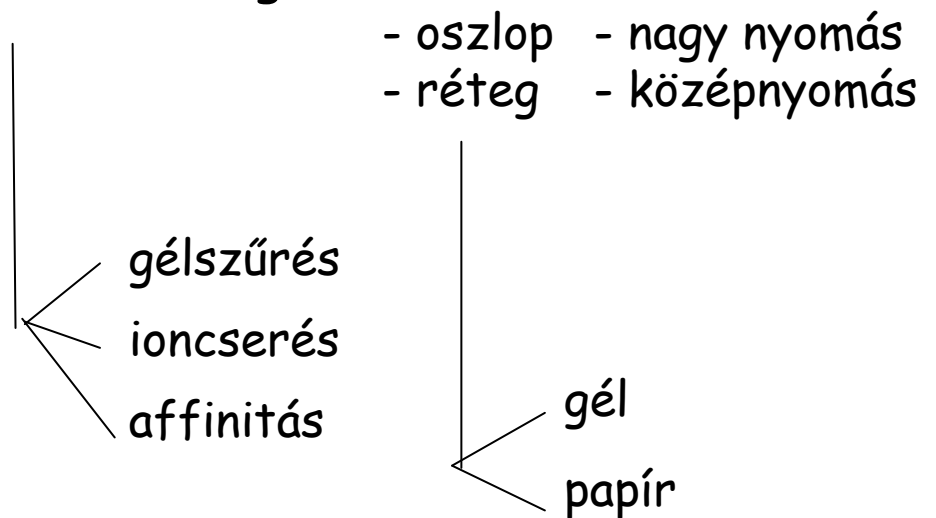 - oszlop - nagy nyomás
- réteg - középnyomás
gélszűrés
ioncserés
affinitás
gél
papír